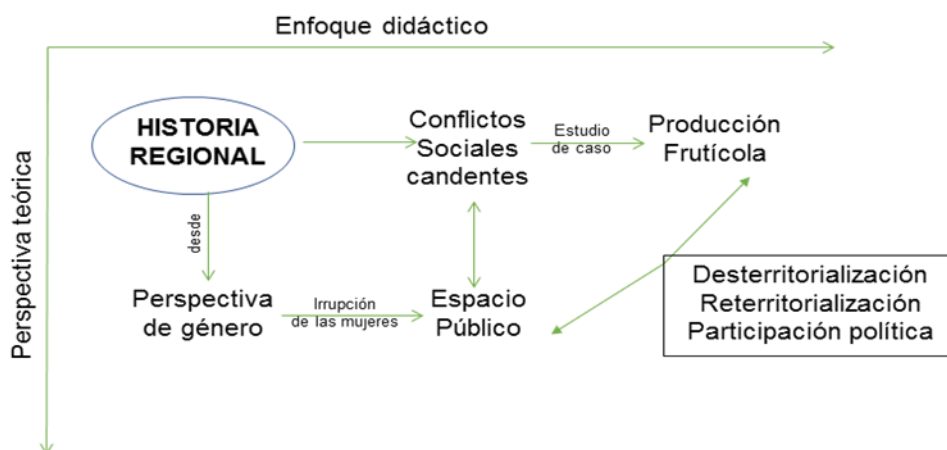 Enfoque didáctico
Perspectiva teórica
HISTORIA
REGIONAL
Conflictos
Sociales
candentes
Estudio
de caso
Producción
Frutícola
desde
Perspectiva
de género
Irrupción
de las mujeres
Espacio
Público
Desterritorialización
Reterritorialización
Participación política